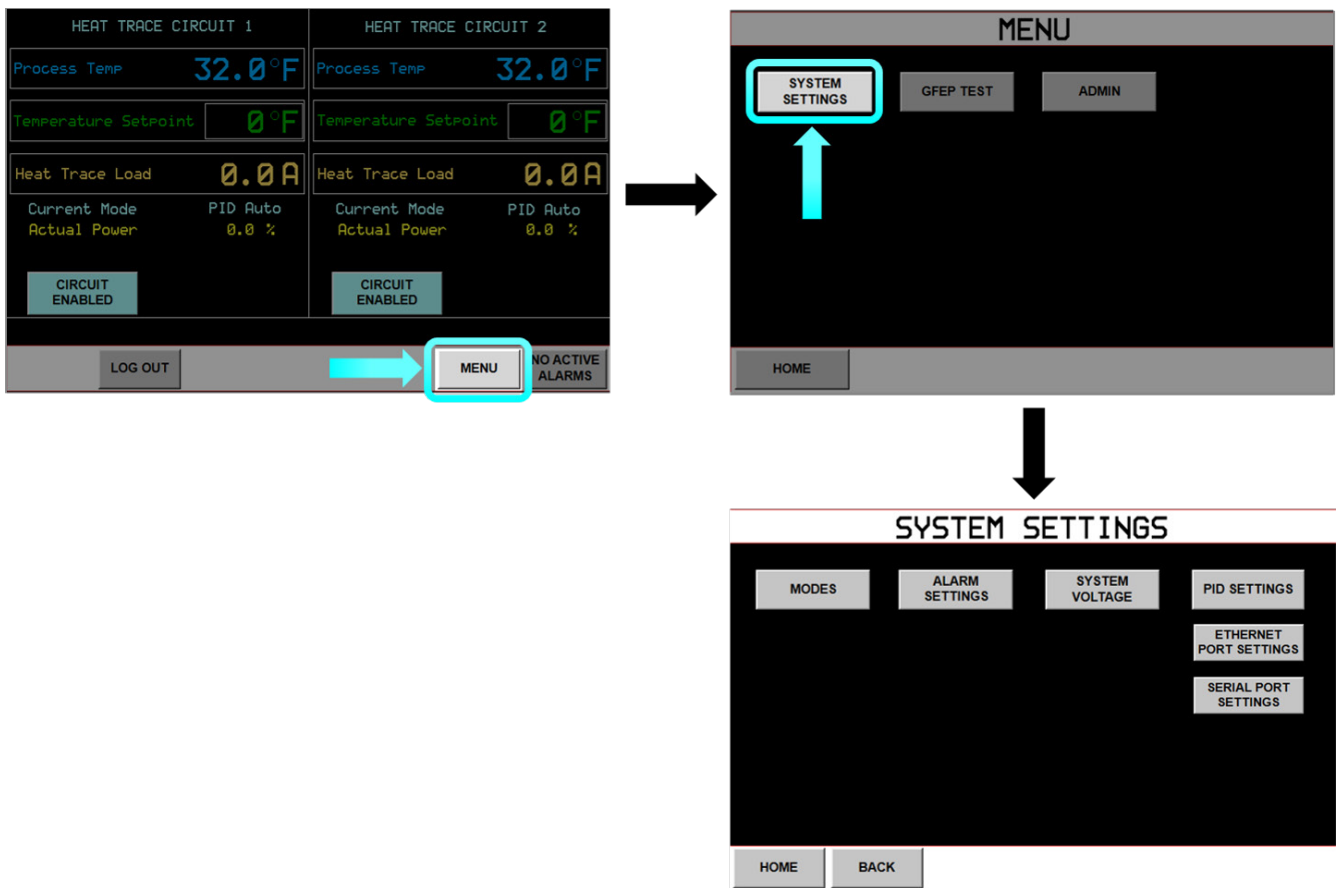 HEAT TRACE CIRCUIT 1
Process Temp 32.0°F
Temperature Setpoint 0°F
Heat Trace Load 0.0A
Current Mode PID Auto
Actual Power 0.0 %
CIRCUIT
ENABLED
HEAT TRACE CIRCUIT 2
Process Temp 32.0°F
Temperature Setpoint 0°F
Heat Trace Load 0.0A
Current Mode PID Auto
Actual Power 0.0 %
CIRCUIT
ENABLED
LOG OUT
MENU
NO ACTIVE
ALARMS
MENU
SYSTEM
SETTINGS
GFEP TEST
ADMIN
HOME
SYSTEM SETTINGS
MODES
ALARM
SETTINGS
SYSTEM
VOLTAGE
PID SETTINGS
ETHERNET
PORT SETTINGS
SERIAL PORT
SETTINGS
HOME
BACK